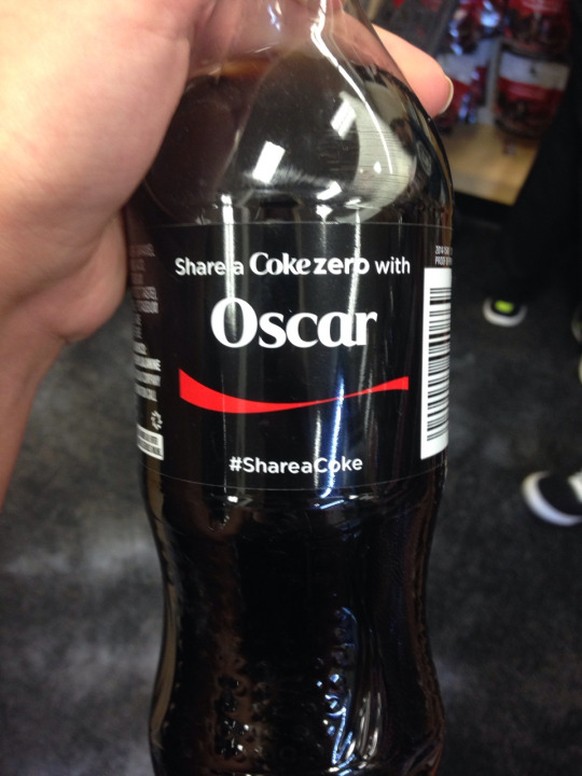 Share a Coke zero with
Oscar
#ShareaCoke